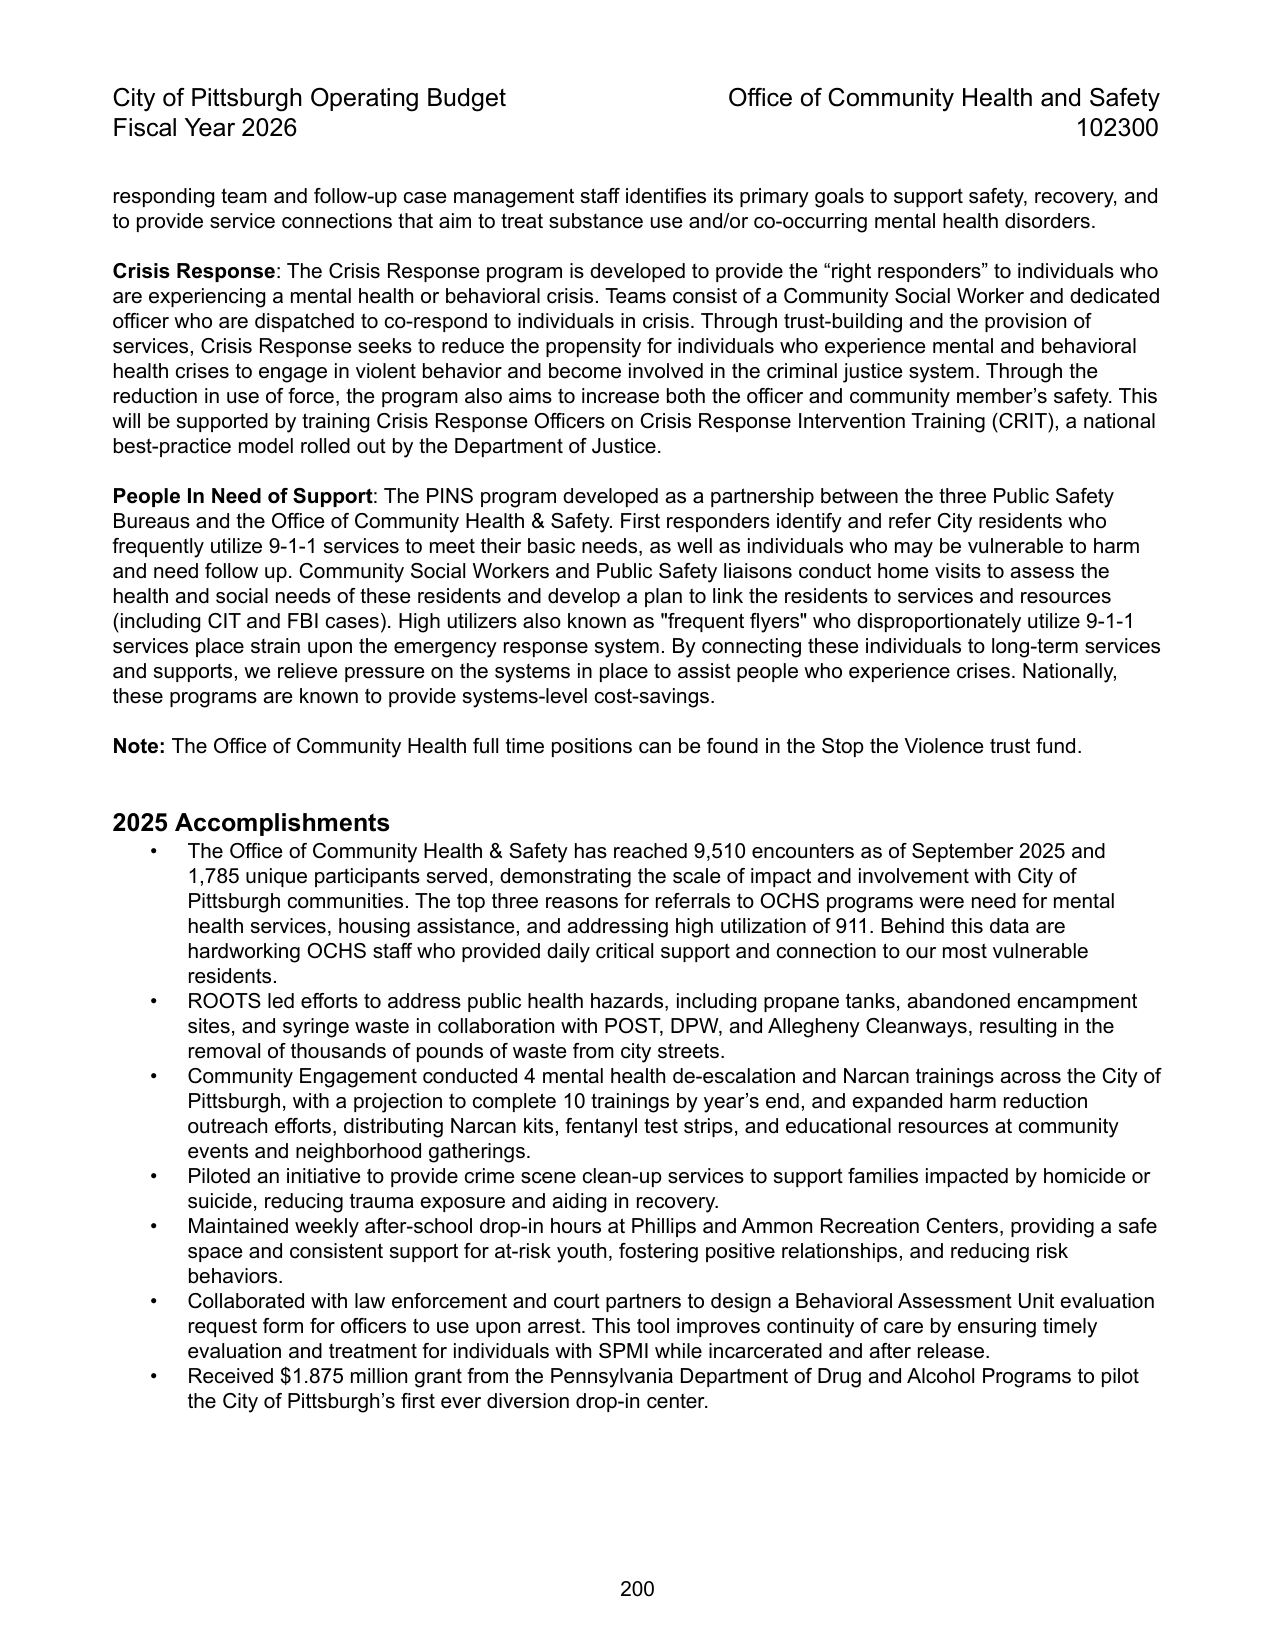 City of Pittsburgh Operating Budget
Fiscal Year 2026
Office of Community Health and Safety
102300
responding team and follow-up case management staff identifies its primary goals to support safety, recovery, and
to provide service connections that aim to treat substance use and/or co-occurring mental health disorders.
Crisis Response: The Crisis Response program is developed to provide the “right responders” to individuals who
are experiencing a mental health or behavioral crisis. Teams consist of a Community Social Worker and dedicated
officer who are dispatched to co-respond to individuals in crisis. Through trust-building and the provision of
services, Crisis Response seeks to reduce the propensity for individuals who experience mental and behavioral
health crises to engage in violent behavior and become involved in the criminal justice system. Through the
reduction in use of force, the program also aims to increase both the officer and community member’s safety. This
will be supported by training Crisis Response Officers on Crisis Response Intervention Training (CRIT), a national
best-practice model rolled out by the Department of Justice.
People In Need of Support: The PINS program developed as a partnership between the three Public Safety
Bureaus and the Office of Community Health & Safety. First responders identify and refer City residents who
frequently utilize 9-1-1 services to meet their basic needs, as well as individuals who may be vulnerable to harm
and need follow up. Community Social Workers and Public Safety liaisons conduct home visits to assess the
health and social needs of these residents and develop a plan to link the residents to services and resources
(including CIT and FBI cases). High utilizers also known as "frequent flyers" who disproportionately utilize 9-1-1
services place strain upon the emergency response system. By connecting these individuals to long-term services
and supports, we relieve pressure on the systems in place to assist people who experience crises. Nationally,
these programs are known to provide systems-level cost-savings.
Note: The Office of Community Health full time positions can be found in the Stop the Violence trust fund.
2025 Accomplishments
• The Office of Community Health & Safety has reached 9,510 encounters as of September 2025 and
1,785 unique participants served, demonstrating the scale of impact and involvement with City of
Pittsburgh communities. The top three reasons for referrals to OCHS programs were need for mental
health services, housing assistance, and addressing high utilization of 911. Behind this data are
hardworking OCHS staff who provided daily critical support and connection to our most vulnerable
residents.
• ROOTS led efforts to address public health hazards, including propane tanks, abandoned encampment
sites, and syringe waste in collaboration with POST, DPW, and Allegheny Cleanways, resulting in the
removal of thousands of pounds of waste from city streets.
• Community Engagement conducted 4 mental health de-escalation and Narcan trainings across the City of
Pittsburgh, with a projection to complete 10 trainings by year’s end, and expanded harm reduction
outreach efforts, distributing Narcan kits, fentanyl test strips, and educational resources at community
events and neighborhood gatherings.
• Piloted an initiative to provide crime scene clean-up services to support families impacted by homicide or
suicide, reducing trauma exposure and aiding in recovery.
• Maintained weekly after-school drop-in hours at Phillips and Ammon Recreation Centers, providing a safe
space and consistent support for at-risk youth, fostering positive relationships, and reducing risk
behaviors.
• Collaborated with law enforcement and court partners to design a Behavioral Assessment Unit evaluation
request form for officers to use upon arrest. This tool improves continuity of care by ensuring timely
evaluation and treatment for individuals with SPMI while incarcerated and after release.
• Received $1.875 million grant from the Pennsylvania Department of Drug and Alcohol Programs to pilot
the City of Pittsburgh’s first ever diversion drop-in center.
200